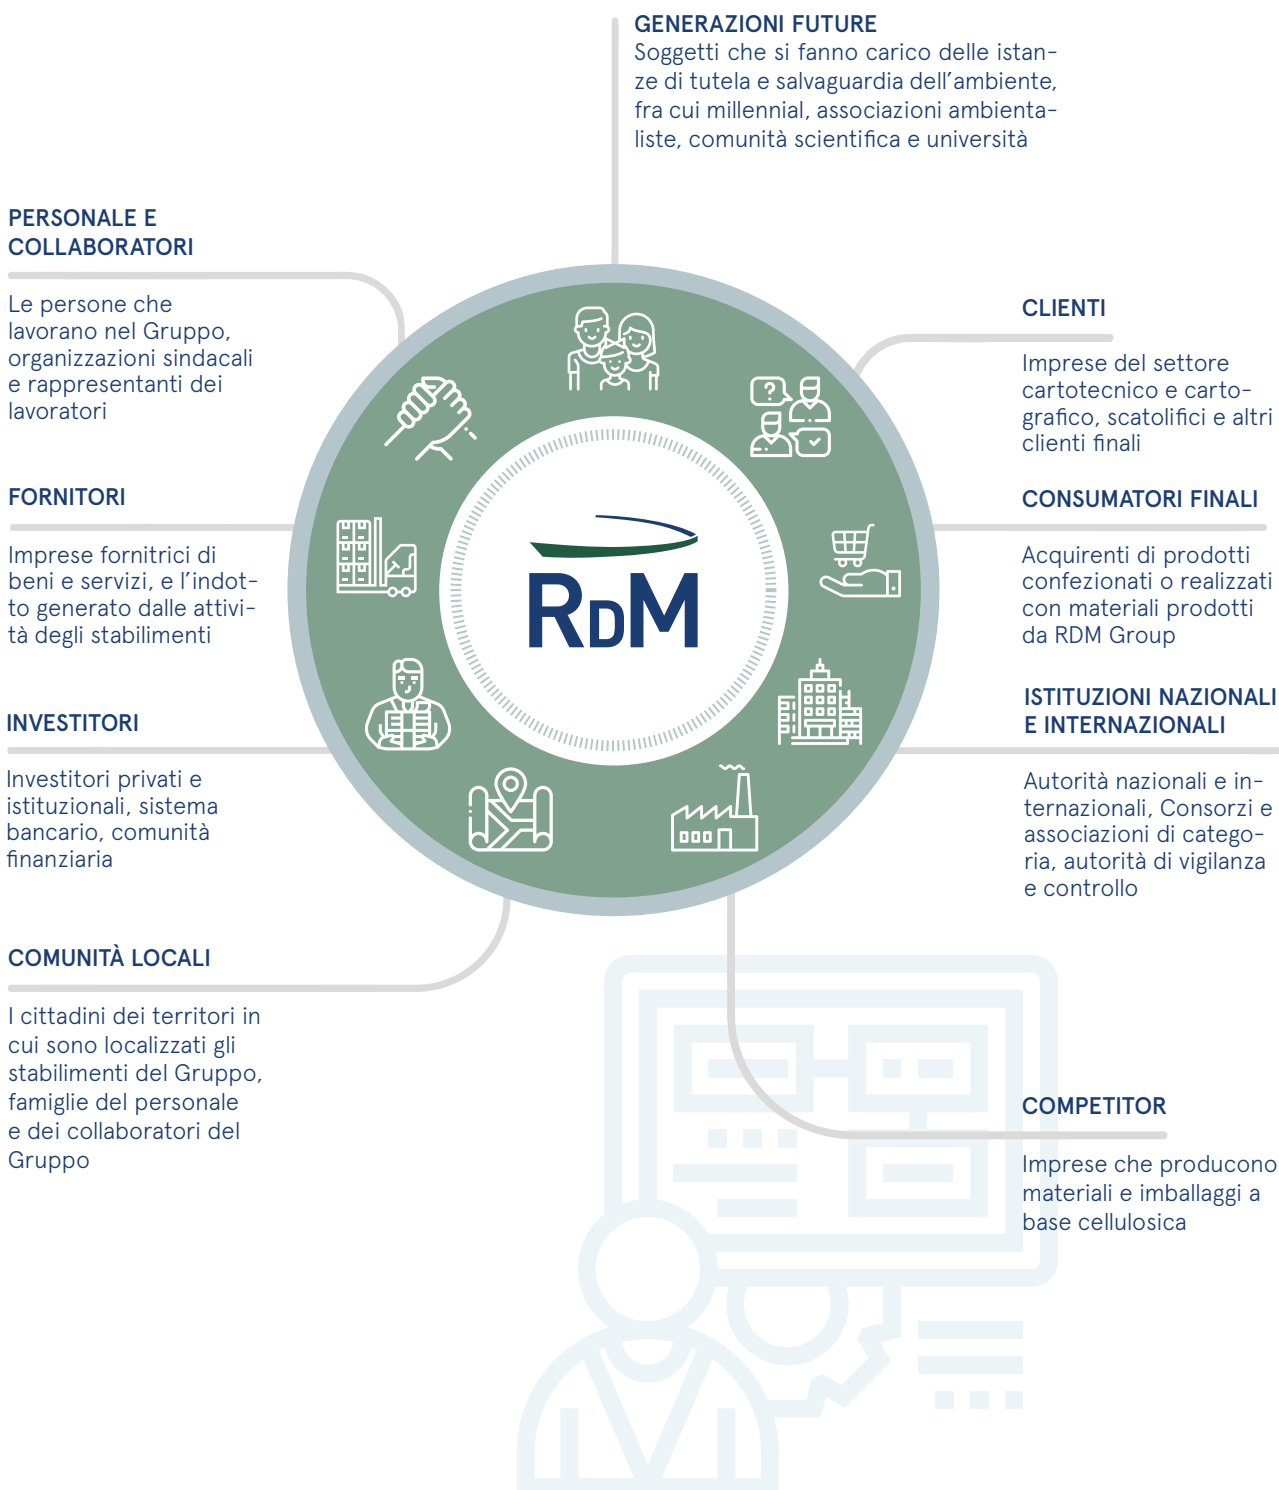 GENERAZIONI FUTURE
Soggetti che si fanno carico delle istan-
ze di tutela e salvaguardia dell'ambiente,
fra cui millennial, associazioni ambienta-
liste, comunità scientifica e università
PERSONALE E
COLLABORATORI
Le persone che
lavorano nel Gruppo,
organizzazioni sindacali
e rappresentanti dei
lavoratori
FORNITORI
Imprese fornitrici di
beni e servizi, e l'indot-
to generato dalle attivi-
tà degli stabilimenti
INVESTITORI
Investitori privati e
istituzionali, sistema
bancario, comunità
finanziaria
COMUNITÀ LOCALI
I cittadini dei territori in
cui sono localizzati gli
stabilimenti del Gruppo,
famiglie del personale
e dei collaboratori del
Gruppo
?
RDM
CLIENTI
Imprese del settore
cartotecnico e carto-
grafico, scatolifici e altri
clienti finali
CONSUMATORI FINALI
Acquirenti di prodotti
confezionati o realizzati
con materiali prodotti
da RDM Group
ISTITUZIONI NAZIONALI
E INTERNAZIONALI
Autorità nazionali e in-
ternazionali, Consorzi e
associazioni di catego-
ria, autorità di vigilanza
e controllo
COMPETITOR
Imprese che producono
materiali e imballaggi a
base cellulosica